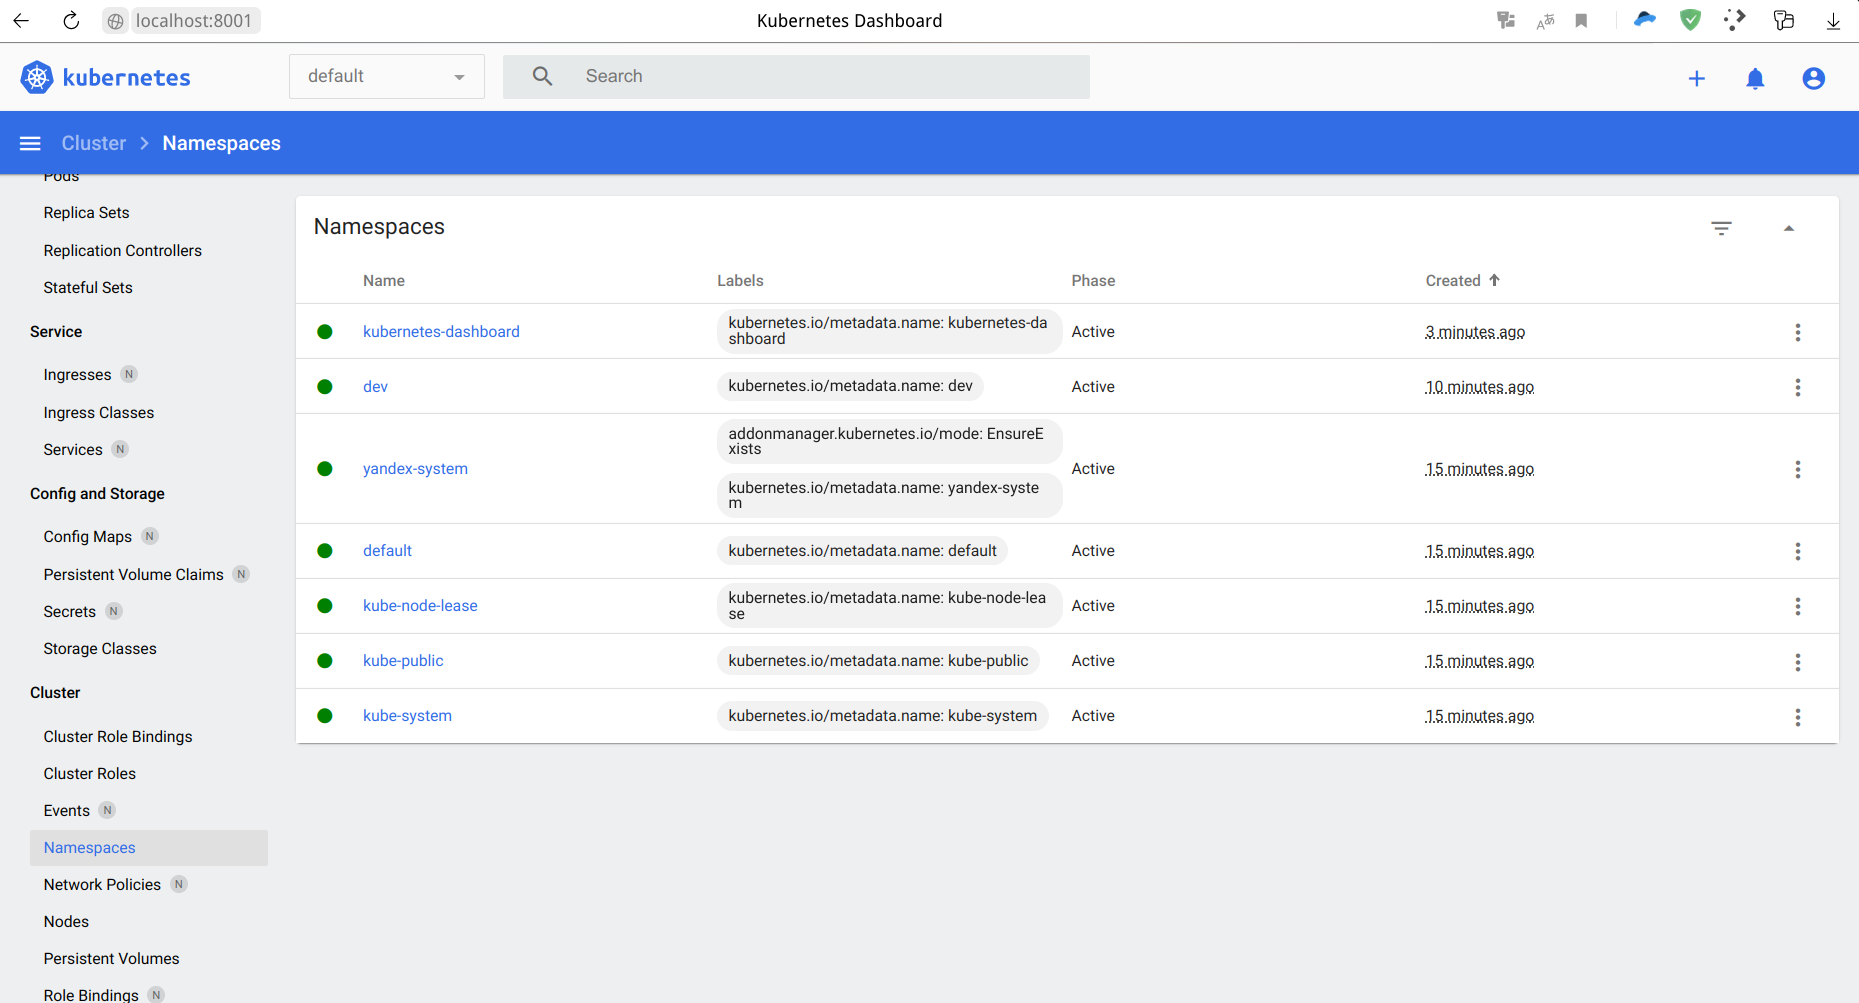 localhost:8001
Kubernetes Dashboard
kubernetes
default
Search
Cluster
Namespaces
Pods
Replica Sets
Replication Controllers
Stateful Sets
Service
Ingresses N
Ingress Classes
Services N
Config and Storage
Config Maps N
Persistent Volume Claims N
Secrets N
Storage Classes
Cluster
Cluster Role Bindings
Cluster Roles
Events N
Namespaces
Network Policies N
Nodes
Persistent Volumes
Role Bindings N
Namespaces
Name Labels Phase Created
kubernetes-dashboard
kubernetes.io/metadata.name: kubernetes-da
shboard
Active
3 minutes ago
dev
kubernetes.io/metadata.name: dev
Active
10 minutes ago
yandex-system
addonmanager.kubernetes.io/mode: EnsureE
xists
kubernetes.io/metadata.name: yandex-syste
m
Active
15 minutes ago
default
kubernetes.io/metadata.name: default
Active
15 minutes ago
kube-node-lease
kubernetes.io/metadata.name: kube-node-lea
se
Active
15 minutes ago
kube-public
kubernetes.io/metadata.name: kube-public
Active
15 minutes ago
kube-system
kubernetes.io/metadata.name: kube-system
Active
15 minutes ago